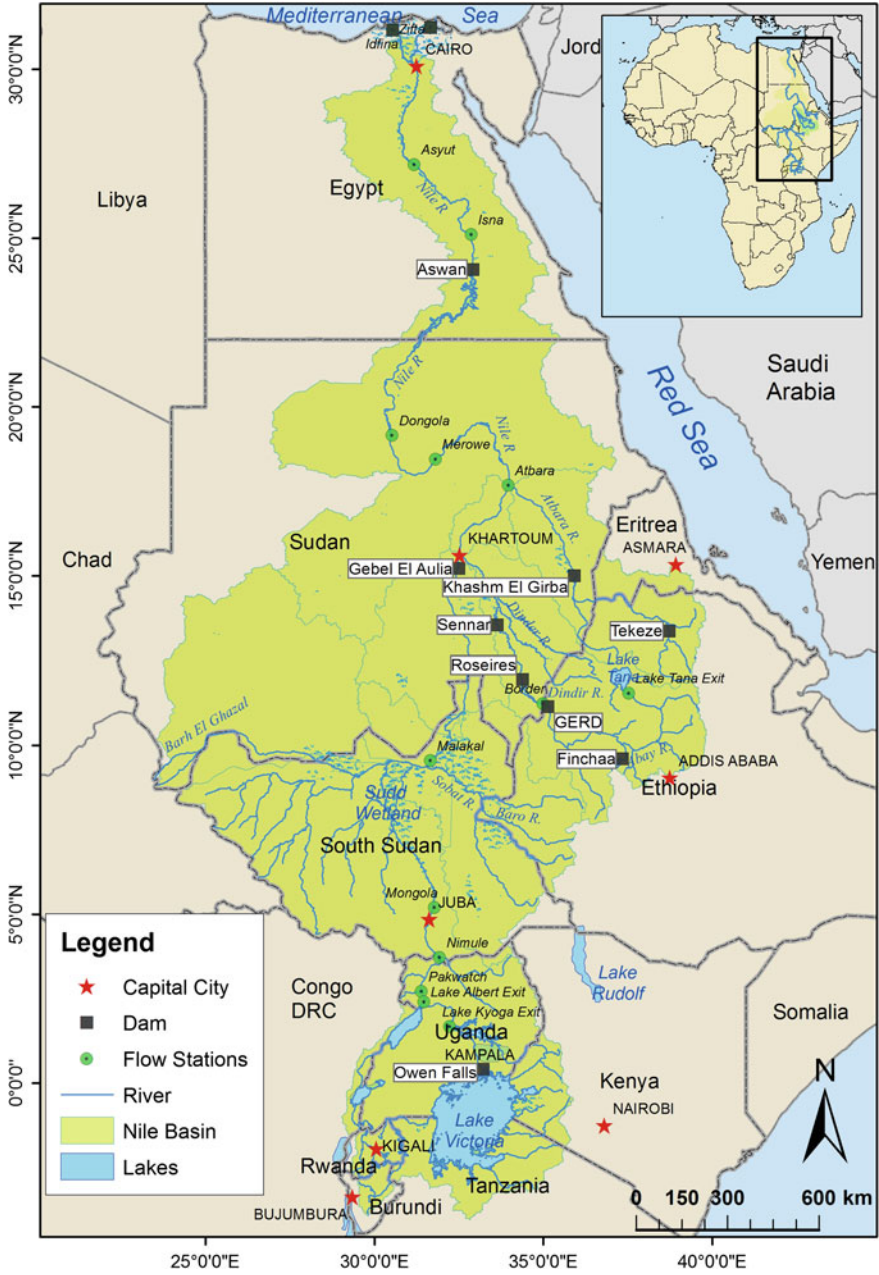 Mediterranean Sea
Idfina
Zifta
CAIRO
30°0'0"N
Jord
Asyut
Egypt
Libya
Nile R
Isna
25°0'0"N
Aswan
Saudi
Arabia
Red Sea
Nile R
20°0'0"N
Dongola
Nile R
Merowe
Atbara
Atbara R.
Eritrea
Sudan
KHARTOUM
ASMARA
Chad
Yemen
Gebel El Aulia
Khashm El Girba
15°0'0"N
Dinder R.
Sennar
Tekeze
Roseires
Lake
Tana
Lake Tana Exit
Border
Dindir R.
GERD
Barh El Ghazal
10°0'0"N
Malakal
Finchaa
Abay R.
ADDIS ABABA
Ethiopia
Sobat R.
Sudd
Wetland
Baro R.
South Sudan
Mongola
JUBA
5°0'0"N
Nimule
Legend
Capital City
Dam
Flow Stations
River
Nile Basin
Lakes
Congo
DRC
Pakwatch
Lake Albert Exit
Lake Kyoga Exit
Uganda
KAMPALA
Owen Falls
Lake
Rudolf
Somalia
Kenya
NAIROBI
N
0°0'0"
Lake
Victoria
KIGALI
Rwanda
Tanzania
Burundi
BUJUMBURA
0 150 300 600 km
25°0'0"E 30°0'0"E 35°0'0"E 40°0'0"E